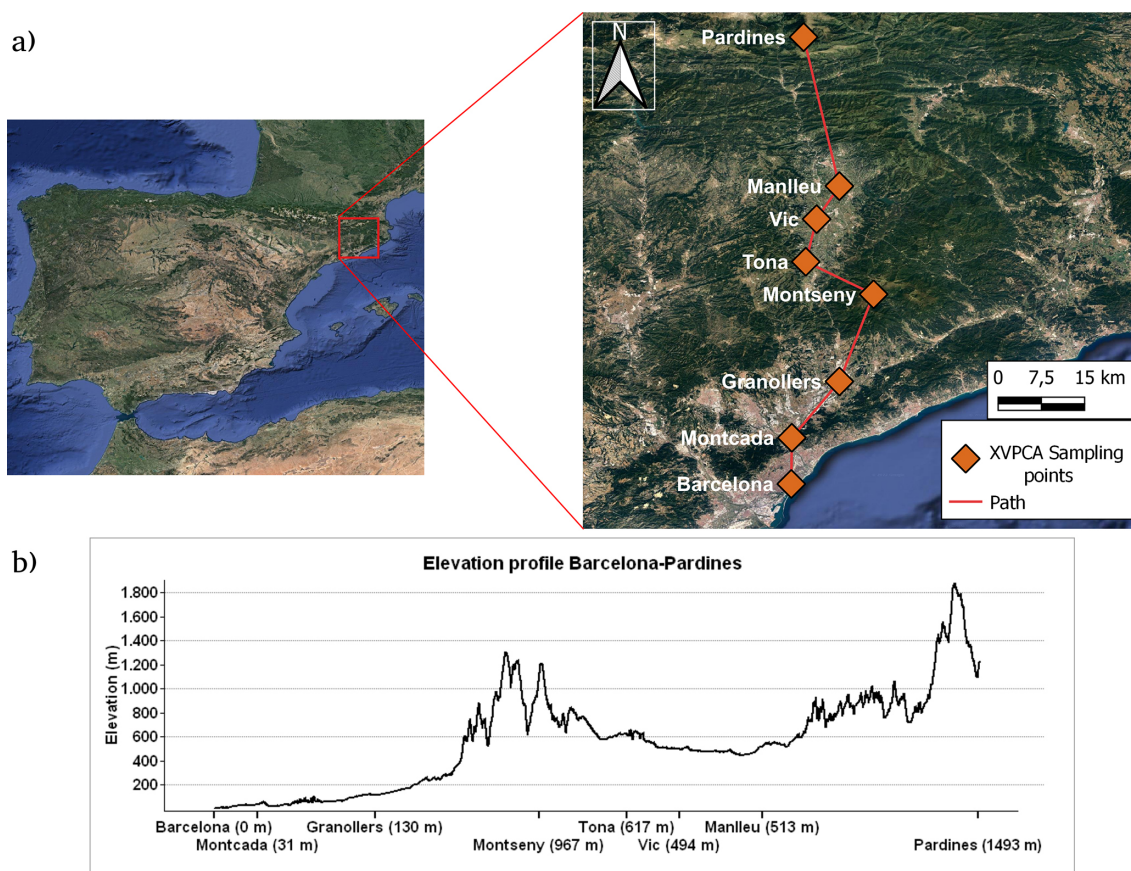 a)
N
Pardines
Manlleu
Vic
Tona
Montseny
Granollers
Montcada
Barcelona
0 7,5 15 km
XVPCA Sampling
points
Path
b)
Elevation profile Barcelona-Pardines
Elevation (m)
1.800
1.400
1.200
1.000
800
600
400
200
Barcelona (0 m) Granollers (130 m) Tona (617 m) Manlleu (513 m)
Montcada (31 m) Montseny (967 m) Vic (494 m) Pardines (1493 m)